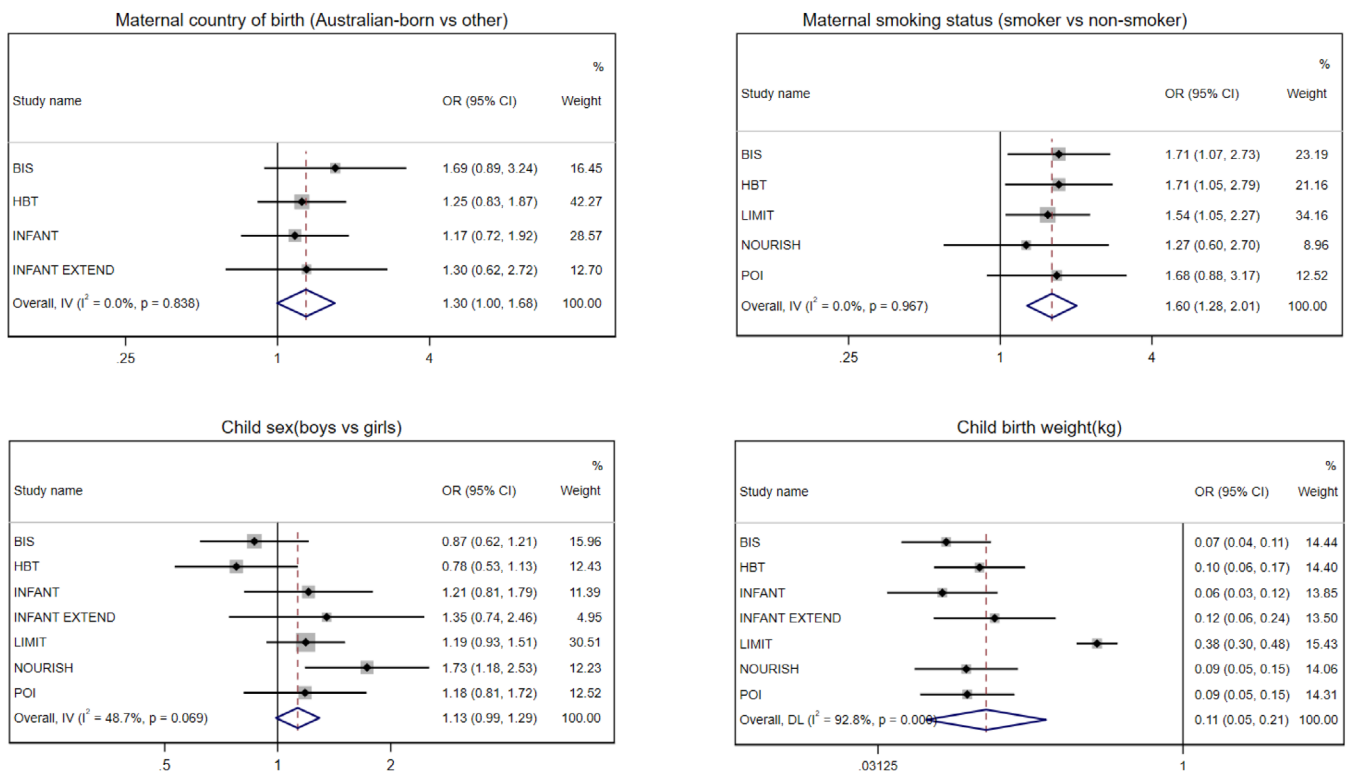 Maternal country of birth (Australian-born vs other)
%
Study name OR (95% CI) Weight
BIS 1.69 (0.89, 3.24) 16.45
HBT 1.25 (0.83, 1.87) 42.27
INFANT 1.17 (0.72, 1.92) 28.57
INFANT EXTEND 1.30 (0.62, 2.72) 12.70
Overall, IV (I² = 0.0%, p = 0.838) 1.30 (1.00, 1.68) 100.00
.25 1 4
Maternal smoking status (smoker vs non-smoker)
%
Study name OR (95% CI) Weight
BIS 1.71 (1.07, 2.73) 23.19
HBT 1.71 (1.05, 2.79) 21.16
LIMIT 1.54 (1.05, 2.27) 34.16
NOURISH 1.27 (0.60, 2.70) 8.96
POI 1.68 (0.88, 3.17) 12.52
Overall, IV (I² = 0.0%, p = 0.967) 1.60 (1.28, 2.01) 100.00
.25 1 4
Child sex(boys vs girls)
%
Study name OR (95% CI) Weight
BIS 0.87 (0.62, 1.21) 15.96
HBT 0.78 (0.53, 1.13) 12.43
INFANT 1.21 (0.81, 1.79) 11.39
INFANT EXTEND 1.35 (0.74, 2.46) 4.95
LIMIT 1.19 (0.93, 1.51) 30.51
NOURISH 1.73 (1.18, 2.53) 12.23
POI 1.18 (0.81, 1.72) 12.52
Overall, IV (I² = 48.7%, p = 0.069) 1.13 (0.99, 1.29) 100.00
.5 1 2
Child birth weight(kg)
%
Study name OR (95% CI) Weight
BIS 0.07 (0.04, 0.11) 14.44
HBT 0.10 (0.06, 0.17) 14.40
INFANT 0.06 (0.03, 0.12) 13.85
INFANT EXTEND 0.12 (0.06, 0.24) 13.50
LIMIT 0.38 (0.30, 0.48) 15.43
NOURISH 0.09 (0.05, 0.15) 14.06
POI 0.09 (0.05, 0.15) 14.31
Overall, DL (I² = 92.8%, p = 0.000) 0.11 (0.05, 0.21) 100.00
.03125 1